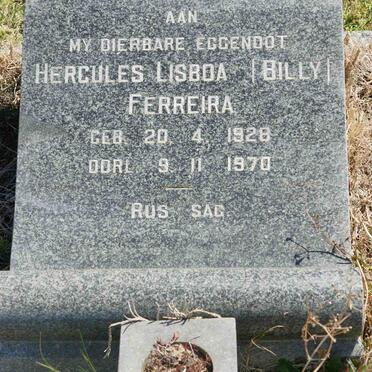 AAN
MY DIERBARE EGGENOOT
HERCULES LISBOA (BILLY)
FERREIRA
GEB. 20. 4. 1928
OORL. 9. 11. 1970
RUS SAG